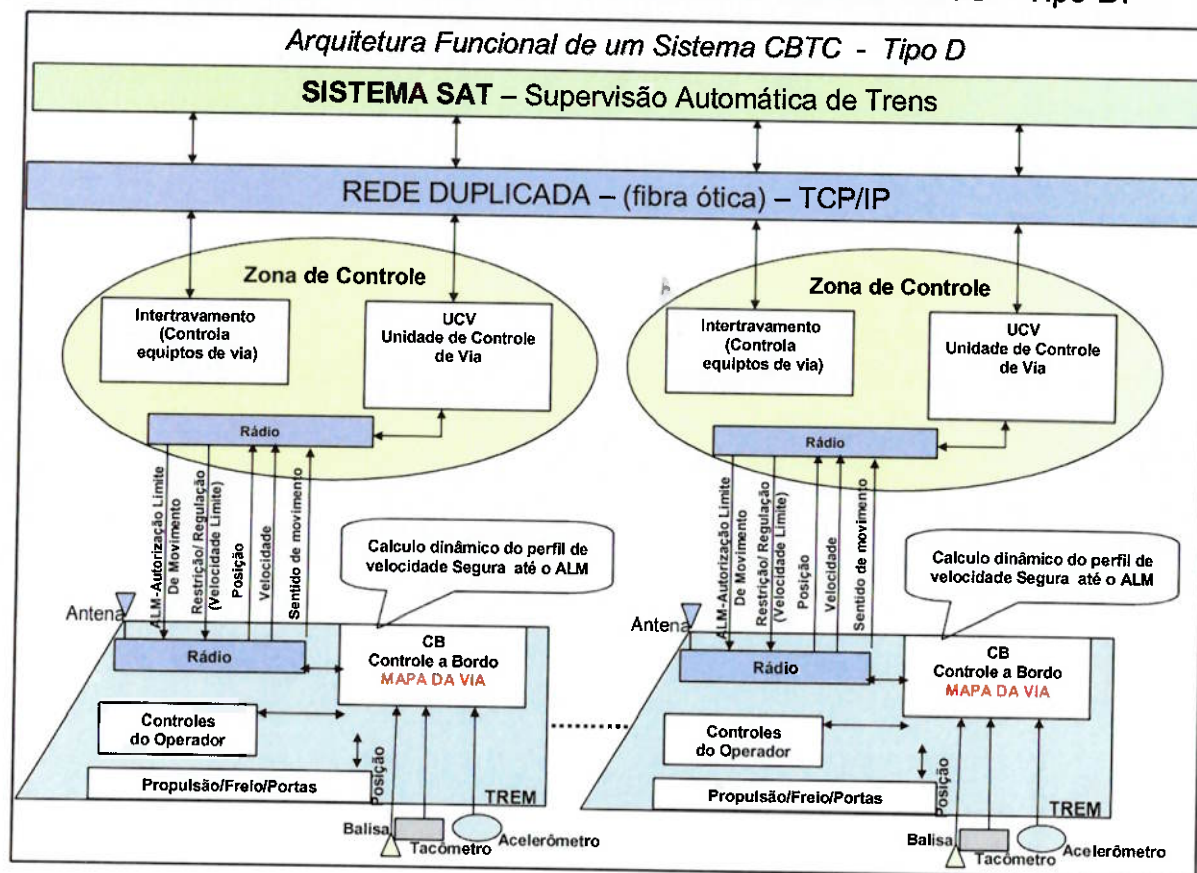 Tipo D.
Arquitetura Funcional de um Sistema CBTC - Tipo D
SISTEMA SAT – Supervisão Automática de Trens
REDE DUPLICADA – (fibra ótica) – TCP/IP
Zona de Controle
Intertravamento
(Controla
equiptos de via)
UCV
Unidade de Controle
de Via
Rádio
ALM-Autorização Limite
De Movimento
Restrição/ Regulação
(Velocidade Limite)
Posição
Velocidade
Sentido de movimento
Calculo dinâmico do perfil de
velocidade Segura até o ALM
Antena
Rádio
CB
Controle a Bordo
MAPA DA VIA
Controles
do Operador
Propulsão/Freio/Portas
Posição
TREM
Balisa
Tacômetro
Acelerômetro
Zona de Controle
Intertravamento
(Controla
equiptos de via)
UCV
Unidade de Controle
de Via
Rádio
ALM-Autorização Limite
De Movimento
Restrição/ Regulação
(Velocidade Limite)
Posição
Velocidade
Sentido de movimento
Calculo dinâmico do perfil de
velocidade Segura até o ALM
Antena
Rádio
CB
Controle a Bordo
MAPA DA VIA
Controles
do Operador
Propulsão/Freio/Portas
Posição
TREM
Balisa
Tacômetro
Acelerômetro